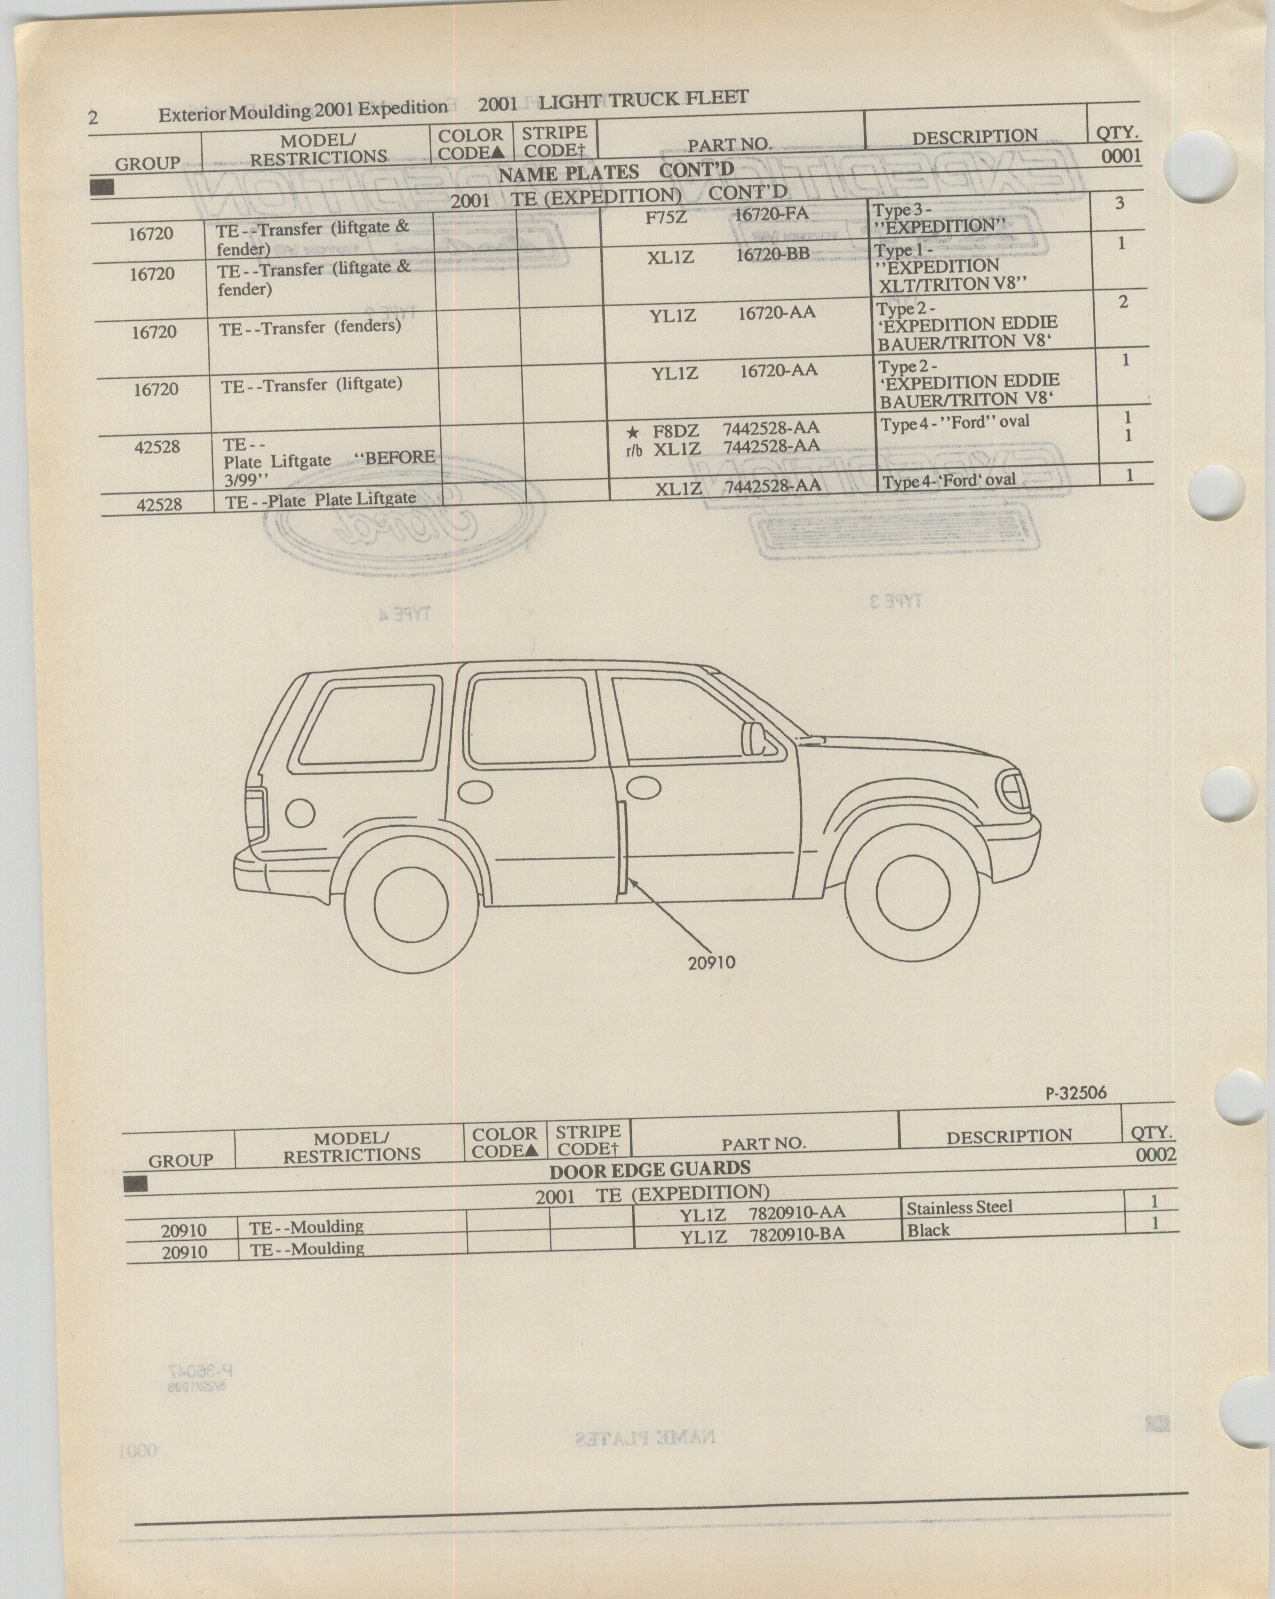 2 Exterior Moulding 2001 Expedition 2001 LIGHT TRUCK FLEET
GROUP MODEL/ RESTRICTIONS COLOR CODE▲ STRIPE CODE† PART NO. DESCRIPTION QTY.
NAME PLATES CONT'D 0001
2001 TE (EXPEDITION) CONT'D
16720 TE--Transfer (liftgate & fender) F75Z 16720-FA Type 3- "EXPEDITION" 3
16720 TE--Transfer (liftgate & fender) XL1Z 16720-BB Type 1- "EXPEDITION XLT/TRITON V8" 1
16720 TE--Transfer (fenders) YL1Z 16720-AA Type 2- ‘EXPEDITION EDDIE BAUER/TRITON V8‘ 2
16720 TE--Transfer (liftgate) YL1Z 16720-AA Type 2- ‘EXPEDITION EDDIE BAUER/TRITON V8‘ 1
42528 TE-- Plate Liftgate “BEFORE 3/99” ★ F8DZ 7442528-AA Type 4-"Ford" oval 1
r/b XL1Z 7442528-AA 1
42528 TE--Plate Plate Liftgate XL1Z 7442528-AA Type 4-‘Ford‘ oval 1
TYPE 3
TYPE 4
20910
P-32506
GROUP MODEL/ RESTRICTIONS COLOR CODE▲ STRIPE CODE† PART NO. DESCRIPTION QTY.
DOOR EDGE GUARDS 0002
2001 TE (EXPEDITION)
20910 TE--Moulding YL1Z 7820910-AA Stainless Steel 1
20910 TE--Moulding YL1Z 7820910-BA Black 1
P-36047
NAME PLATES
0001